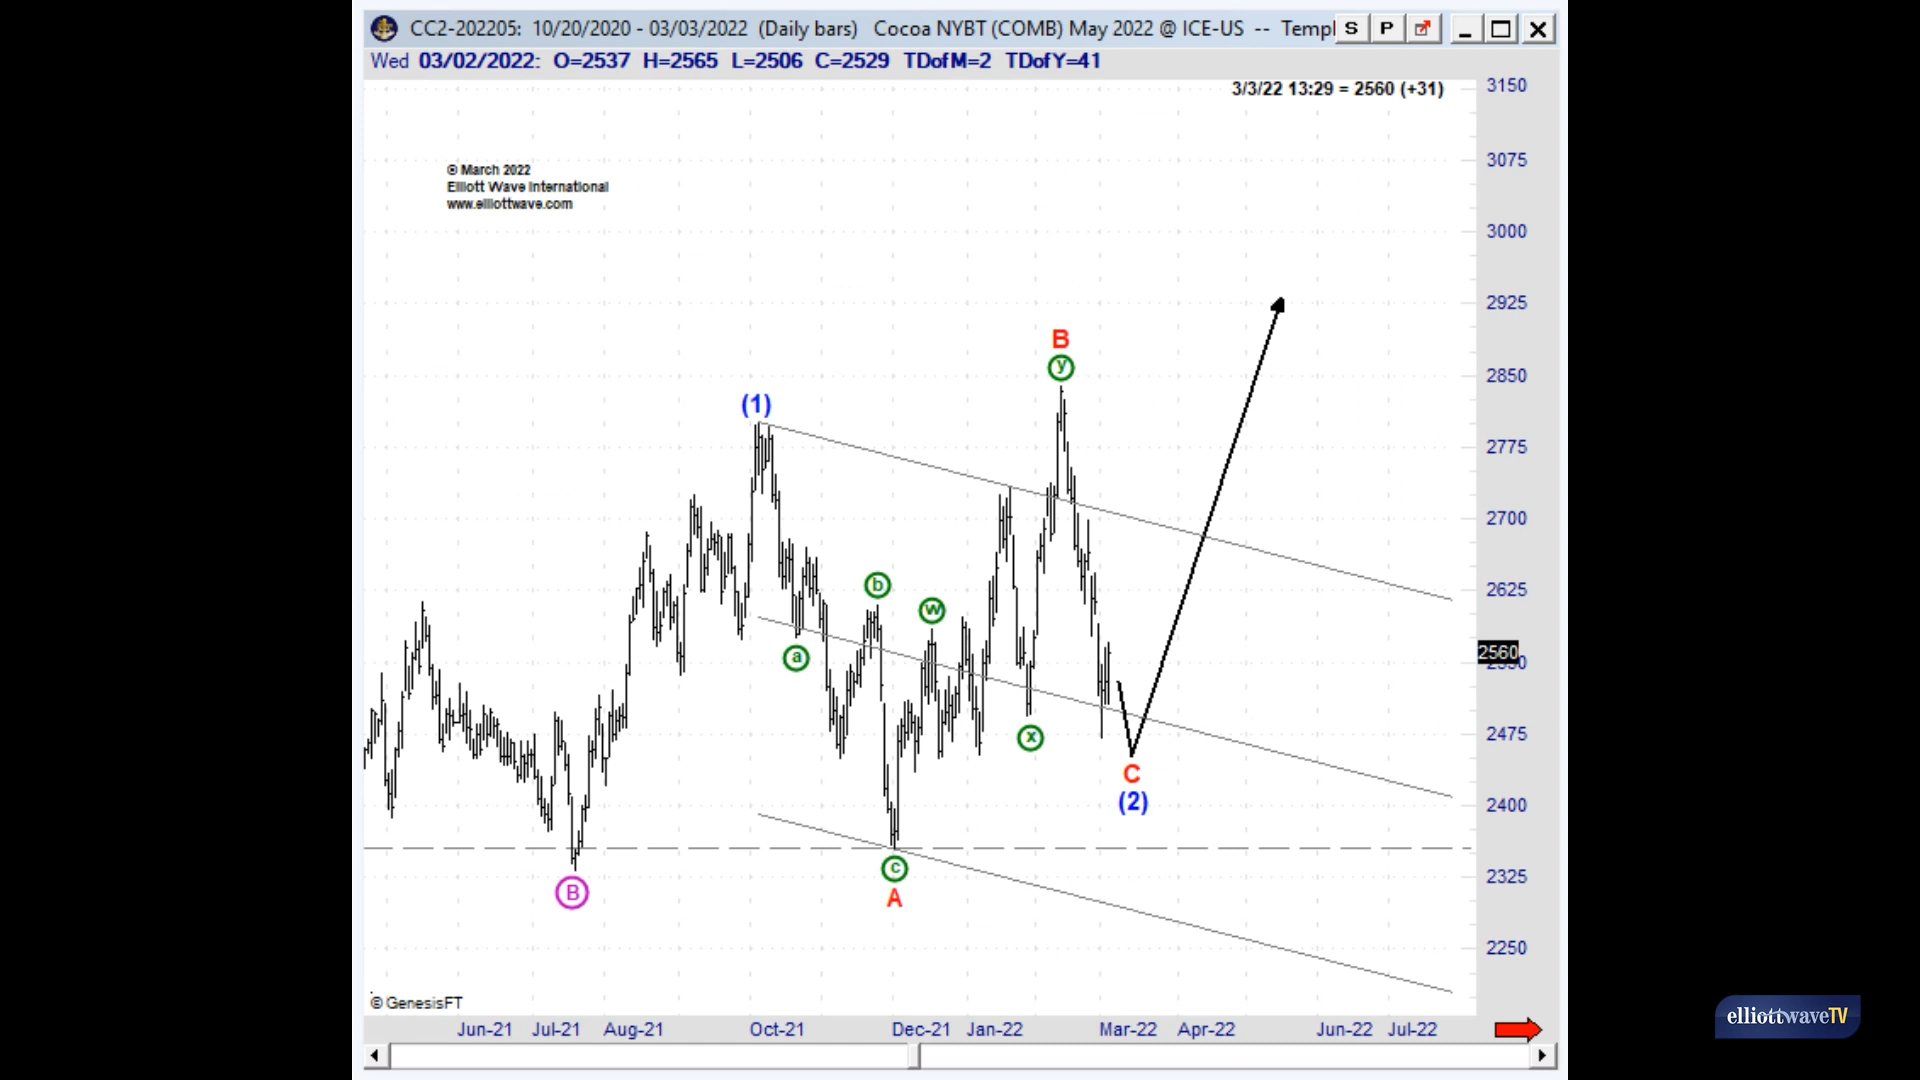 CC2-202205: 10/20/2020 - 03/03/2022 (Daily bars) Cocoa NYBT (COMB) May 2022 @ ICE-US -- Templ
S P
Wed 03/02/2022: O=2537 H=2565 L=2506 C=2529 TDofM=2 TDofY=41
3/3/22 13:29 = 2560 (+31)
3150
3075
© March 2022
Elliott Wave International
www.elliottwave.com
3000
2925
B
y
2850
(1)
2775
2700
2625
b
w
2560
a
x
2475
C
(2)
2400
c
A
B
2325
2250
© GenesisFT
Jun-21 Jul-21 Aug-21 Oct-21 Dec-21 Jan-22 Mar-22 Apr-22 Jun-22 Jul-22
elliottwaveTV